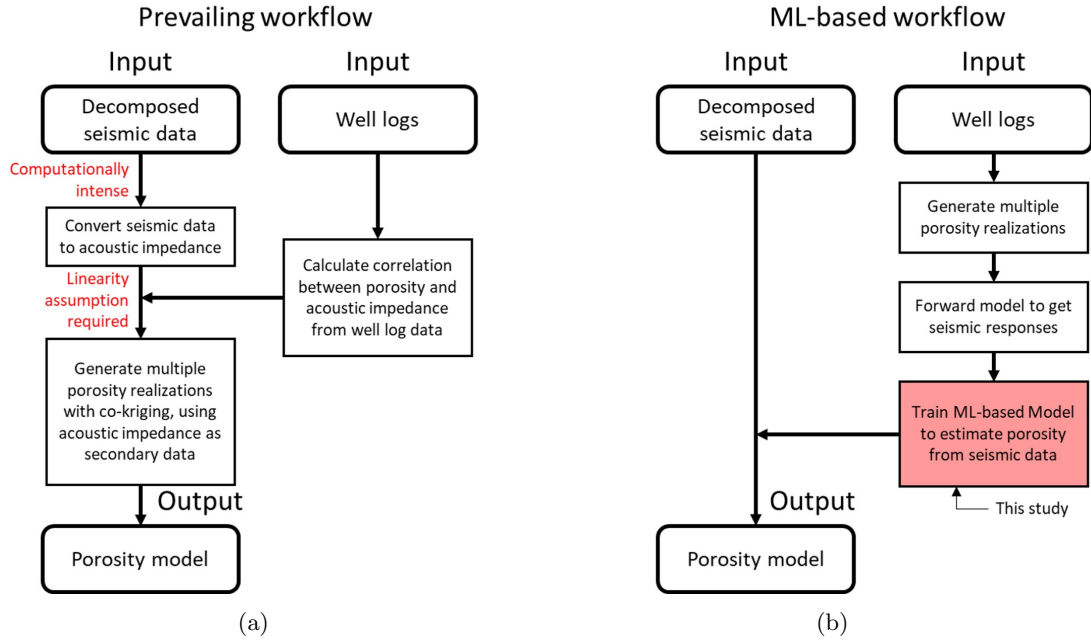 Prevailing workflow
Input
Input
Decomposed
seismic data
Well logs
Computationally
intense
Convert seismic data
to acoustic impedance
Linearity
assumption
required
Calculate correlation
between porosity and
acoustic impedance
from well log data
Generate multiple
porosity realizations
with co-kriging, using
acoustic impedance as
secondary data
Output
Porosity model
(a)
ML-based workflow
Input
Input
Decomposed
seismic data
Well logs
Generate multiple
porosity realizations
Forward model to get
seismic responses
Train ML-based Model
to estimate porosity
from seismic data
This study
Output
Porosity model
(b)